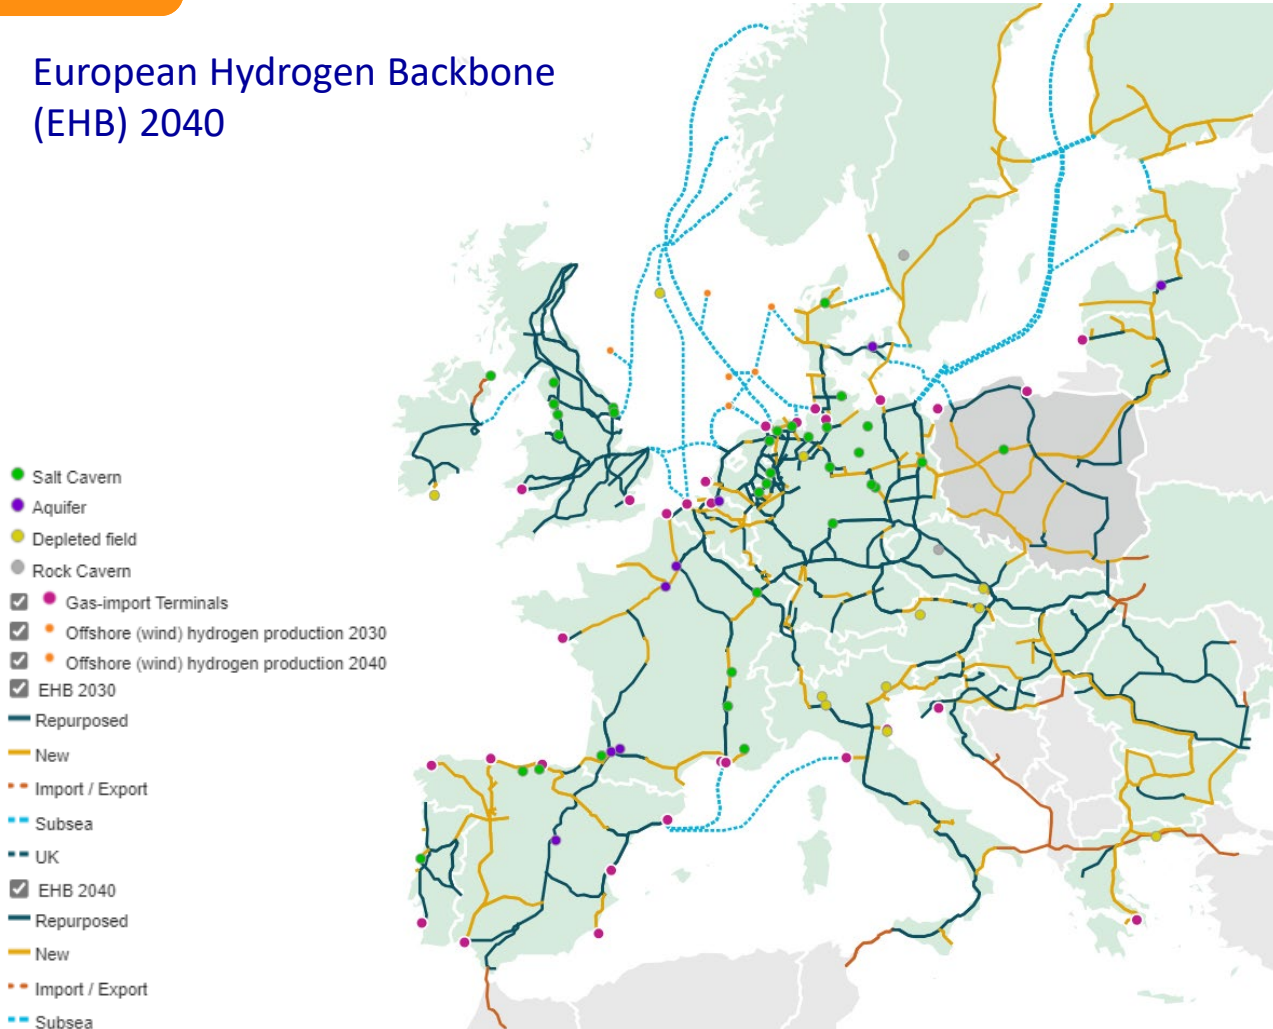 European Hydrogen Backbone
(EHB) 2040
Salt Cavern
Aquifer
Depleted field
Rock Cavern
Gas-import Terminals
Offshore (wind) hydrogen production 2030
Offshore (wind) hydrogen production 2040
EHB 2030
Repurposed
New
Import / Export
Subsea
UK
EHB 2040
Repurposed
New
Import / Export
Subsea